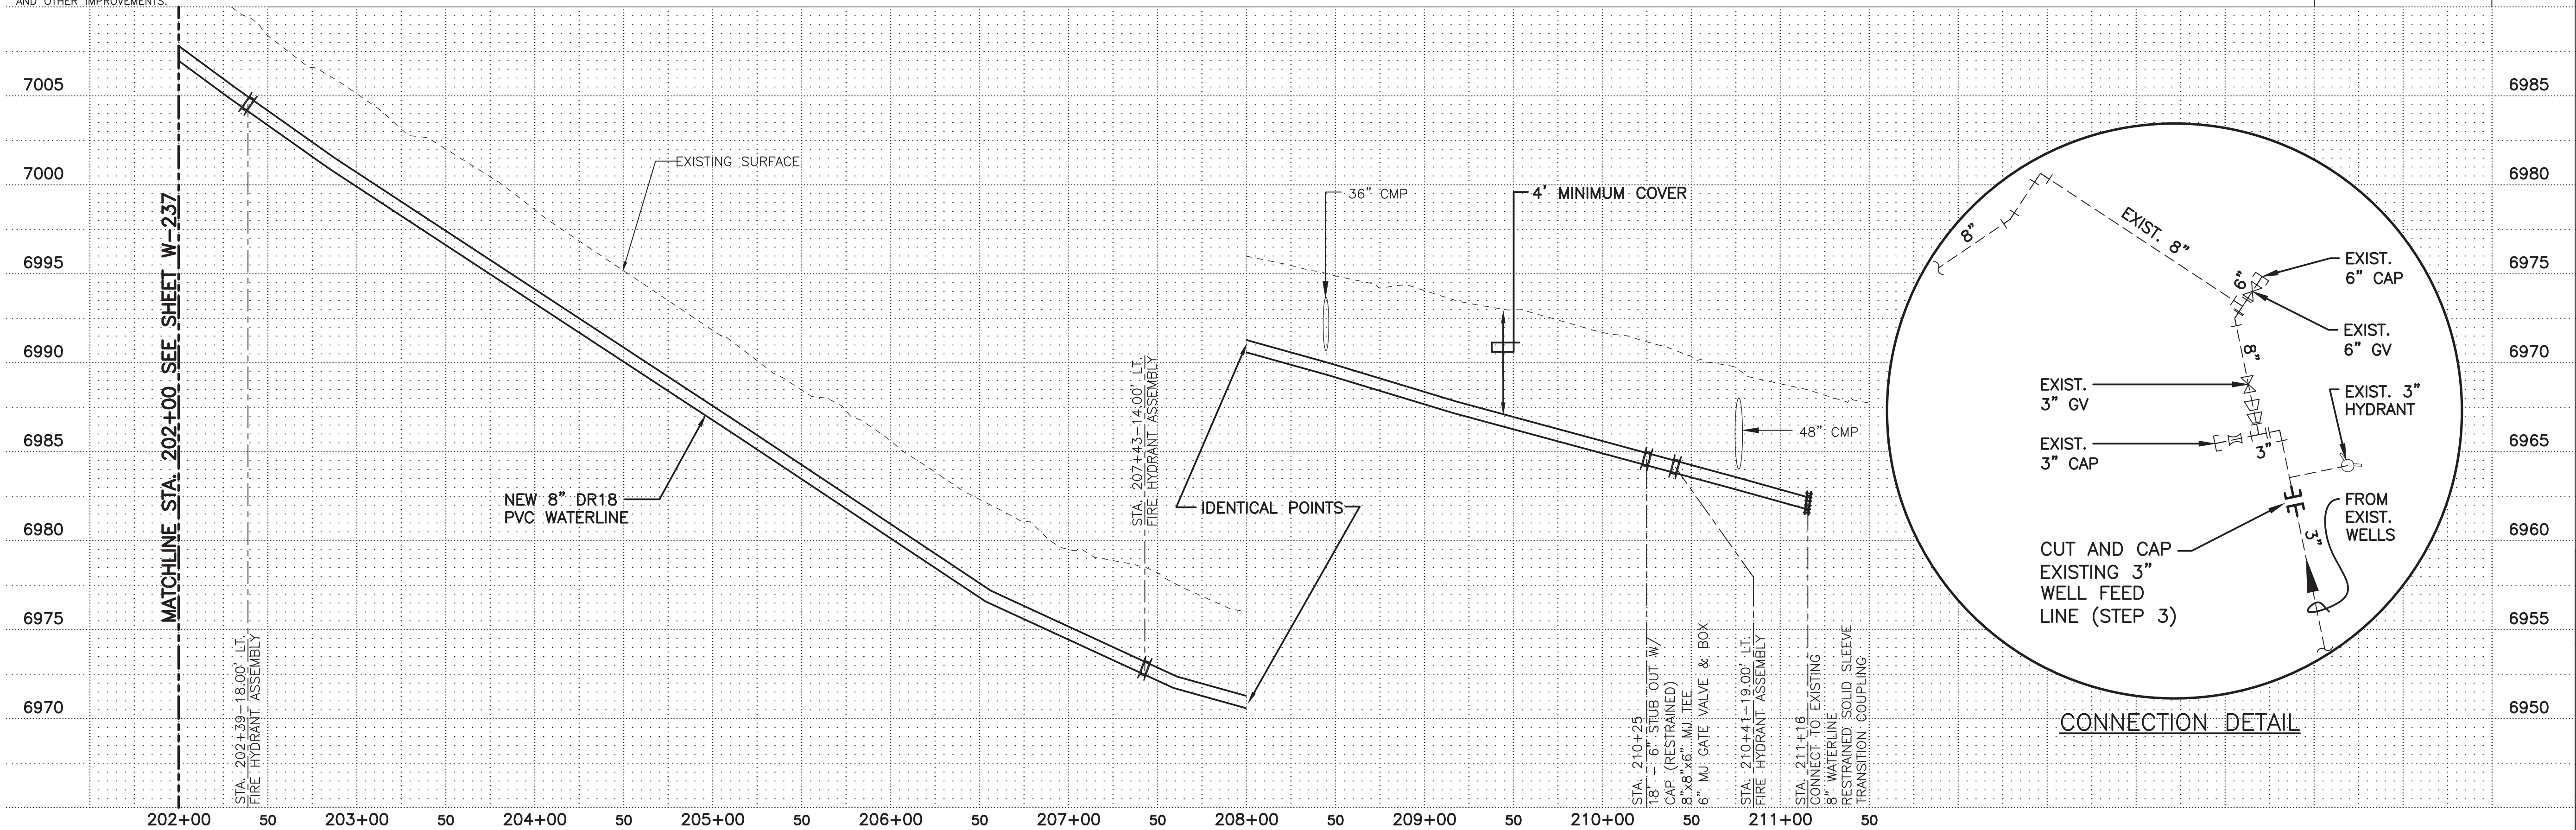 AND OTHER IMPROVEMENTS.
7005
7000
6995
6990
6985
6980
6975
6970
MATCHLINE STA. 202+00 SEE SHEET W-237
STA. 202+39-18.00' LT.
FIRE HYDRANT ASSEMBLY
EXISTING SURFACE
NEW 8" DR18
PVC WATERLINE
STA. 207+43-14.00' LT.
FIRE HYDRANT ASSEMBLY
IDENTICAL POINTS
36" CMP
4' MINIMUM COVER
48" CMP
STA. 210+25
18' - 6" STUB OUT W/
CAP (RESTRAINED)
8"x8"x6" MJ TEE
6" MJ GATE VALVE & BOX
STA. 210+41-19.00' LT.
FIRE HYDRANT ASSEMBLY
STA. 211+16
CONNECT TO EXISTING
8" WATERLINE
RESTRAINED SOLID SLEEVE
TRANSITION COUPLING
202+00
50
203+00
50
204+00
50
205+00
50
206+00
50
207+00
50
208+00
50
209+00
50
210+00
50
211+00
50
8"
EXIST. 8"
6"
EXIST.
6" CAP
EXIST.
6" GV
8"
EXIST.
3" GV
EXIST. 3"
HYDRANT
EXIST.
3" CAP
3"
FROM
EXIST.
WELLS
3"
CUT AND CAP
EXISTING 3"
WELL FEED
LINE (STEP 3)
CONNECTION DETAIL
6985
6980
6975
6970
6965
6960
6955
6950